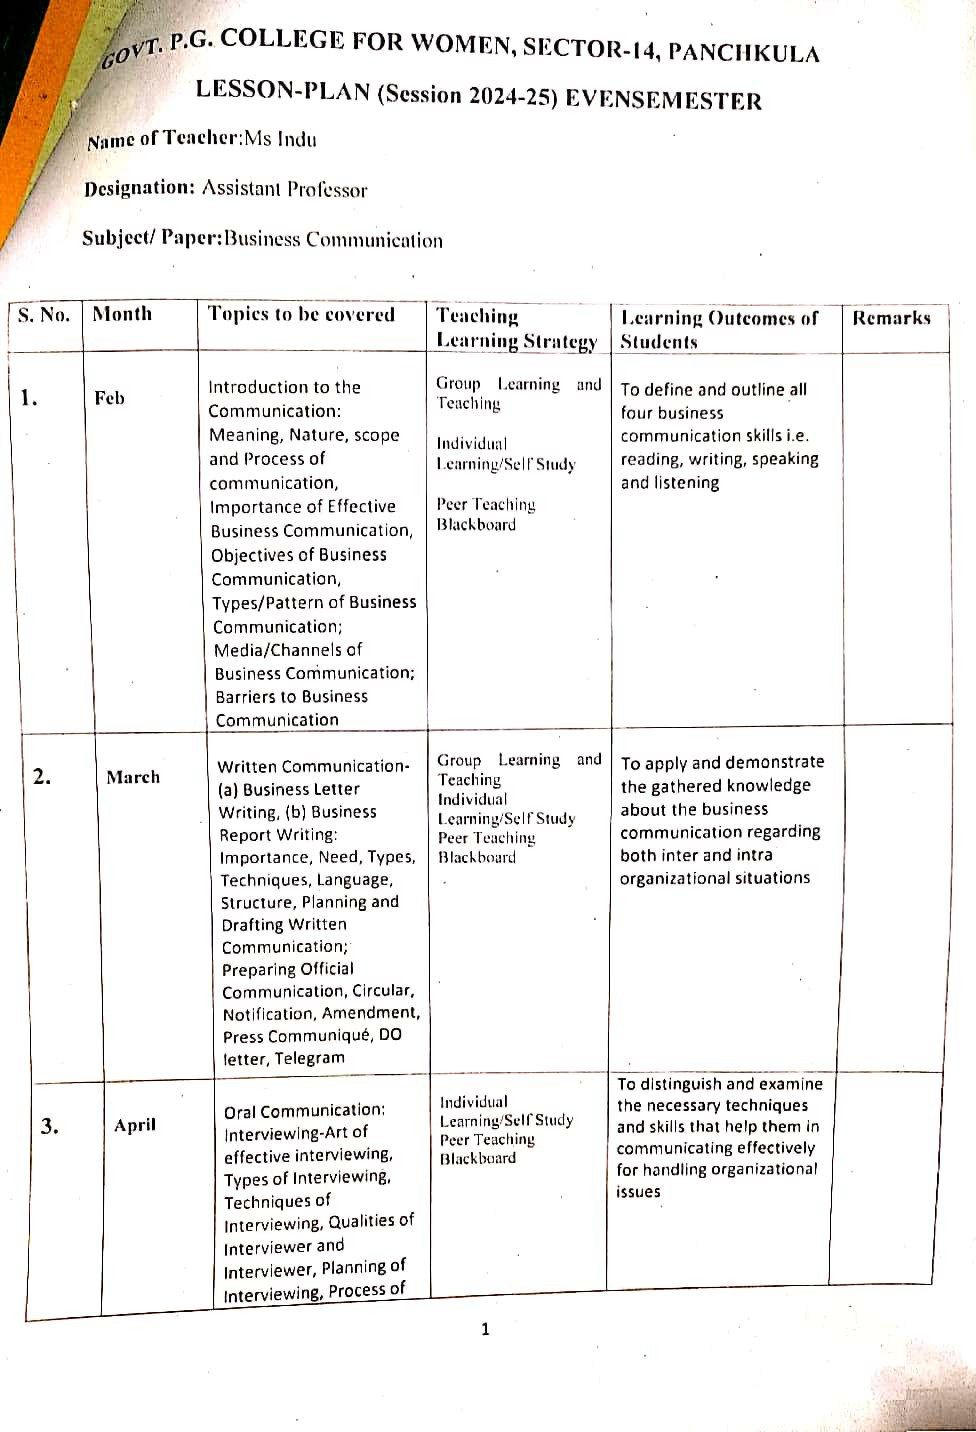 GOVT. P.G. COLLEGE FOR WOMEN, SECTOR-14, PANCHKULA
LESSON-PLAN (Session 2024-25) EVENSEMESTER
Name of Teacher:Ms Indu
Designation: Assistant Professor
Subject/ Paper:Business Communication
S. No.
Month
Topics to be covered
Teaching
Learning Strategy
Learning Outcomes of
Students
Remarks
1.
Feb
Introduction to the
Communication:
Meaning, Nature, scope
and Process of
communication,
Importance of Effective
Business Communication,
Objectives of Business
Communication,
Types/Pattern of Business
Communication;
Media/Channels of
Business Communication;
Barriers to Business
Communication
Group Learning and
Teaching
Individual
Learning/Self Study
Peer Teaching
Blackboard
To define and outline all
four business
communication skills i.e.
reading, writing, speaking
and listening
2.
March
Written Communication-
(a) Business Letter
Writing, (b) Business
Report Writing:
Importance, Need, Types,
Techniques, Language,
Structure, Planning and
Drafting Written
Communication;
Preparing Official
Communication, Circular,
Notification, Amendment,
Press Communiqué, DO
letter, Telegram
Group Learning and
Teaching
Individual
Learning/Self Study
Peer Teaching
Blackboard
To apply and demonstrate
the gathered knowledge
about the business
communication regarding
both inter and intra
organizational situations
3.
April
Oral Communication:
Interviewing-Art of
effective interviewing,
Types of Interviewing,
Techniques of
Interviewing, Qualities of
Interviewer and
Interviewer, Planning of
Interviewing, Process of
Individual
Learning/Self Study
Peer Teaching
Blackboard
To distinguish and examine
the necessary techniques
and skills that help them in
communicating effectively
for handling organizational
issues
1